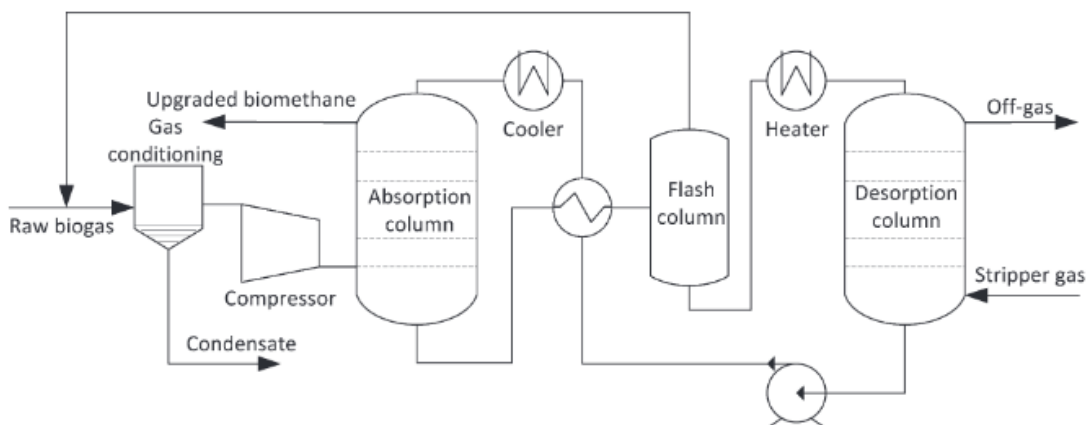 Upgraded biomethane
Gas
conditioning
Raw biogas
Condensate
Compressor
Absorption
column
Cooler
Flash
column
Heater
Desorption
column
Off-gas
Stripper gas